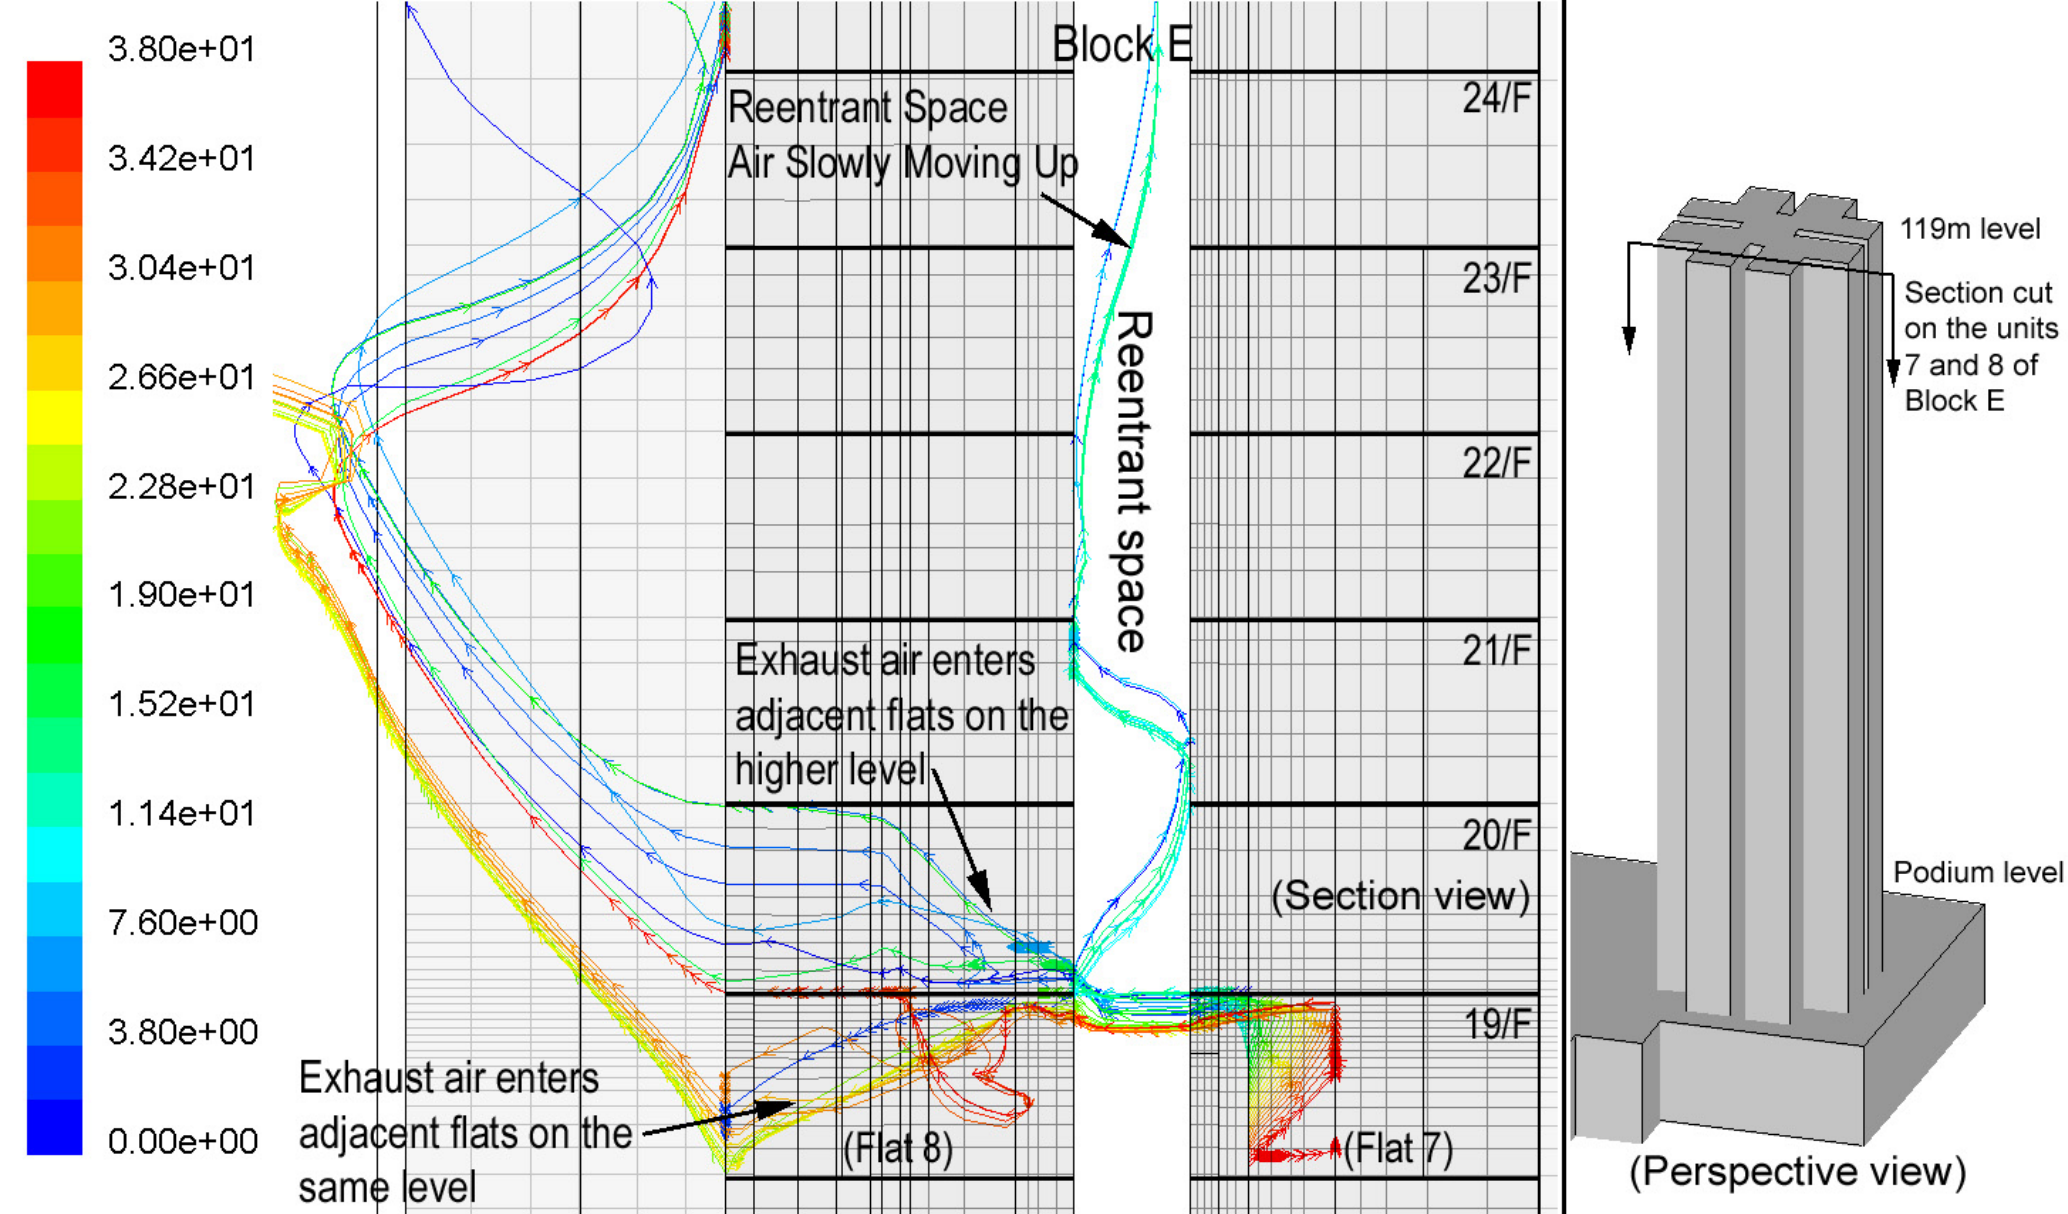 3.80e+01
3.42e+01
3.04e+01
2.66e+01
2.28e+01
1.90e+01
1.52e+01
1.14e+01
7.60e+00
3.80e+00
0.00e+00
Block E
Reentrant Space
Air Slowly Moving Up
24/F
23/F
22/F
21/F
20/F
(Section view)
19/F
Reentrant space
Exhaust air enters
adjacent flats on the
higher level
Exhaust air enters
adjacent flats on the
same level
(Flat 8)
(Flat 7)
119m level
Section cut
on the units
7 and 8 of
Block E
Podium level
(Perspective view)